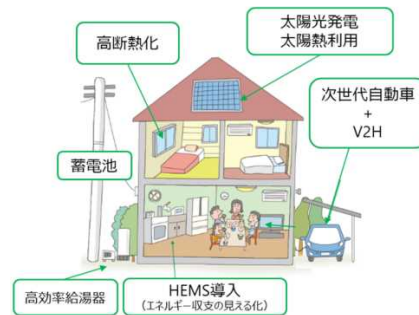 高断熱化
太陽光発電
太陽熱利用
次世代自動車
+
V2H
蓄電池
高効率給湯器
HEMS導入
(エネルギー収支の見える化)